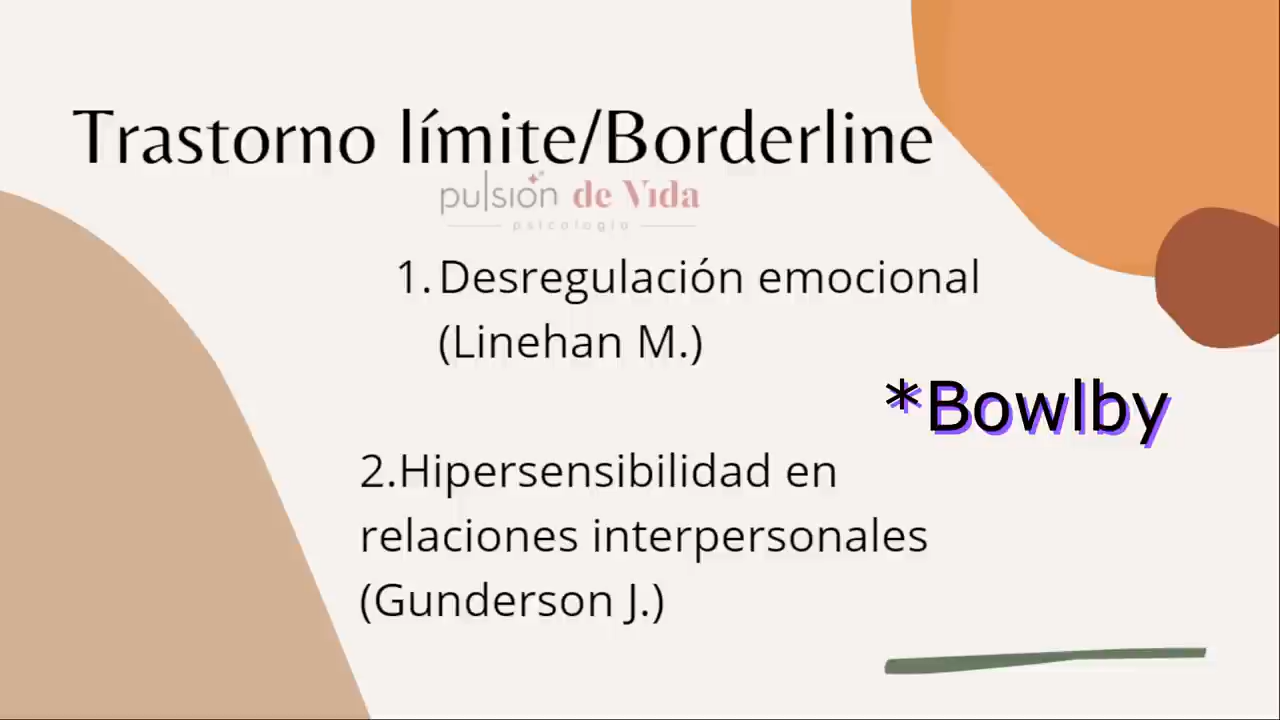 Trastorno límite/Borderline
pulsión de Vida
psicología
1. Desregulación emocional
(Linehan M.)
*Bowlby
2.Hipersensibilidad en
relaciones interpersonales
(Gunderson J.)